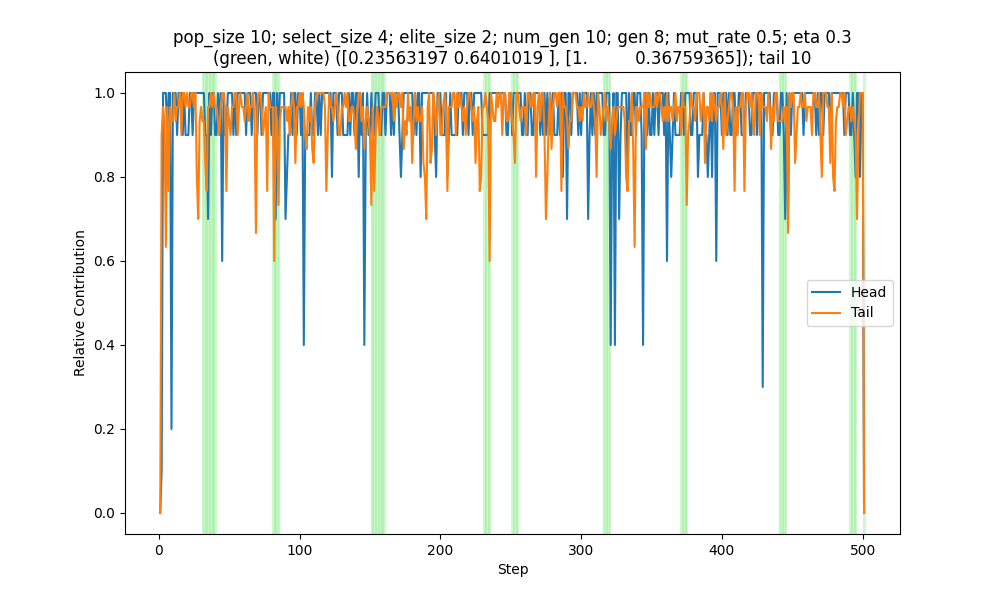 pop_size 10; select_size 4; elite_size 2; num_gen 10; gen 8; mut_rate 0.5; eta 0.3
(green, white) ([0.23563197 0.6401019 ], [1.          0.36759365]); tail 10
1.0
0.8
0.6
0.4
0.2
0.0
Relative Contribution
Head
Tail
0
100
200
300
400
500
Step